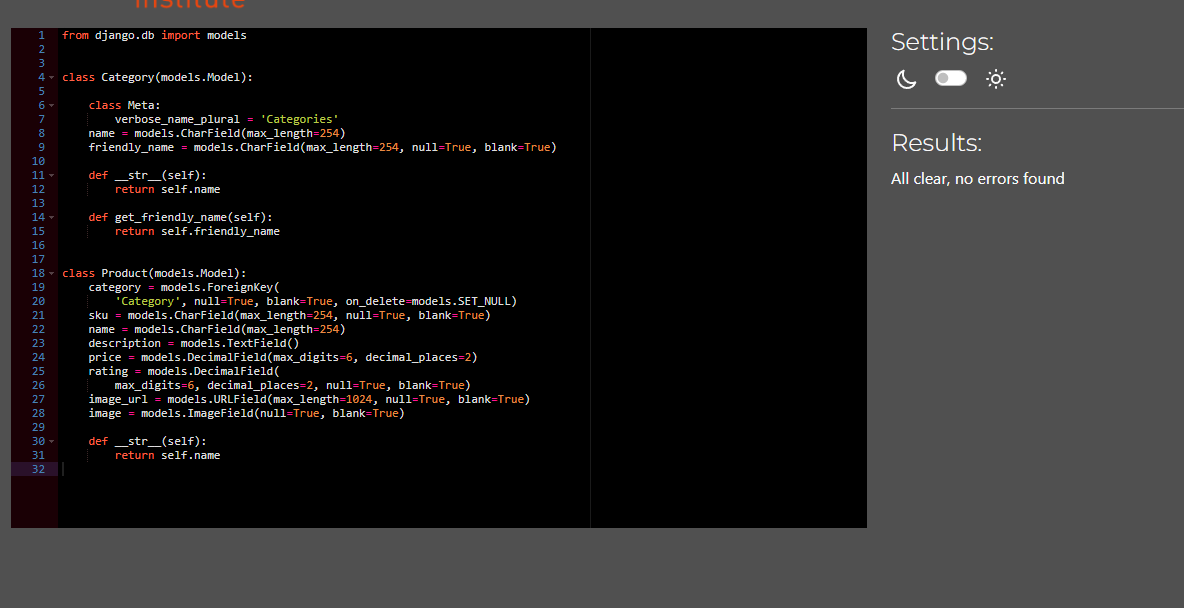 Institute
1 from django.db import models
2
3
4 class Category(models.Model):
5
6     class Meta:
7         verbose_name_plural = 'Categories'
8     name = models.CharField(max_length=254)
9     friendly_name = models.CharField(max_length=254, null=True, blank=True)
10
11     def __str__(self):
12         return self.name
13
14     def get_friendly_name(self):
15         return self.friendly_name
16
17
18 class Product(models.Model):
19     category = models.ForeignKey(
20         'Category', null=True, blank=True, on_delete=models.SET_NULL)
21     sku = models.CharField(max_length=254, null=True, blank=True)
22     name = models.CharField(max_length=254)
23     description = models.TextField()
24     price = models.DecimalField(max_digits=6, decimal_places=2)
25     rating = models.DecimalField(
26         max_digits=6, decimal_places=2, null=True, blank=True)
27     image_url = models.URLField(max_length=1024, null=True, blank=True)
28     image = models.ImageField(null=True, blank=True)
29
30     def __str__(self):
31         return self.name
32
Settings:
Results:
All clear, no errors found